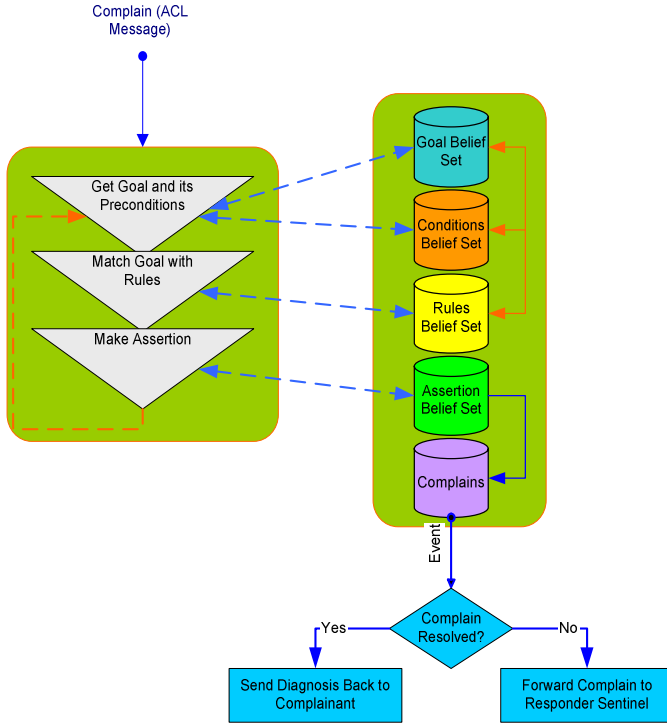 Complain (ACL
Message)
Get Goal and its
Preconditions
Match Goal with
Rules
Make Assertion
Goal Belief
Set
Conditions
Belief Set
Rules
Belief Set
Assertion
Belief Set
Complains
Event
Complain
Resolved?
Yes
No
Send Diagnosis Back to
Complainant
Forward Complain to
Responder Sentinel